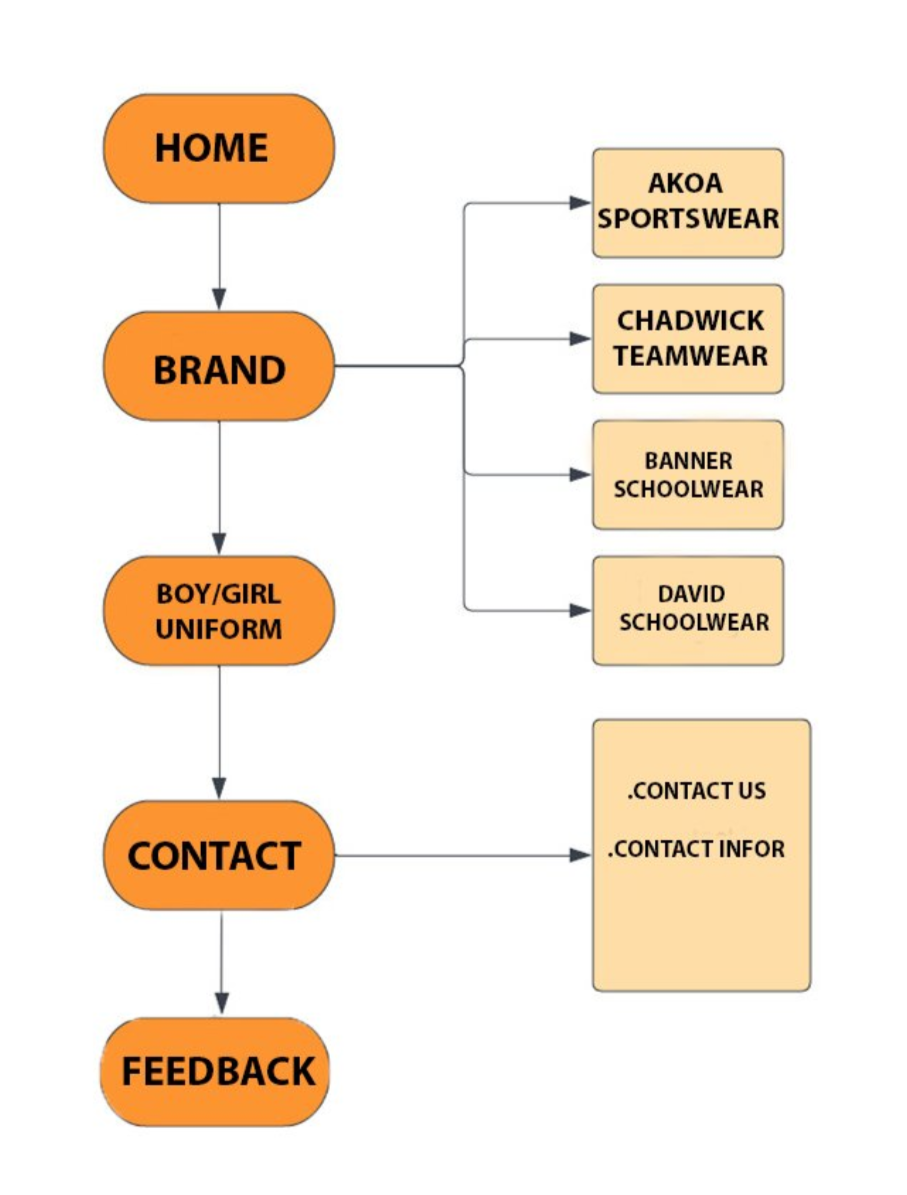 HOME
BRAND
AKOA
SPORTSWEAR
CHADWICK
TEAMWEAR
BANNER
SCHOOLWEAR
DAVID
SCHOOLWEAR
BOY/GIRL
UNIFORM
CONTACT
.CONTACT US
.CONTACT INFOR
FEEDBACK